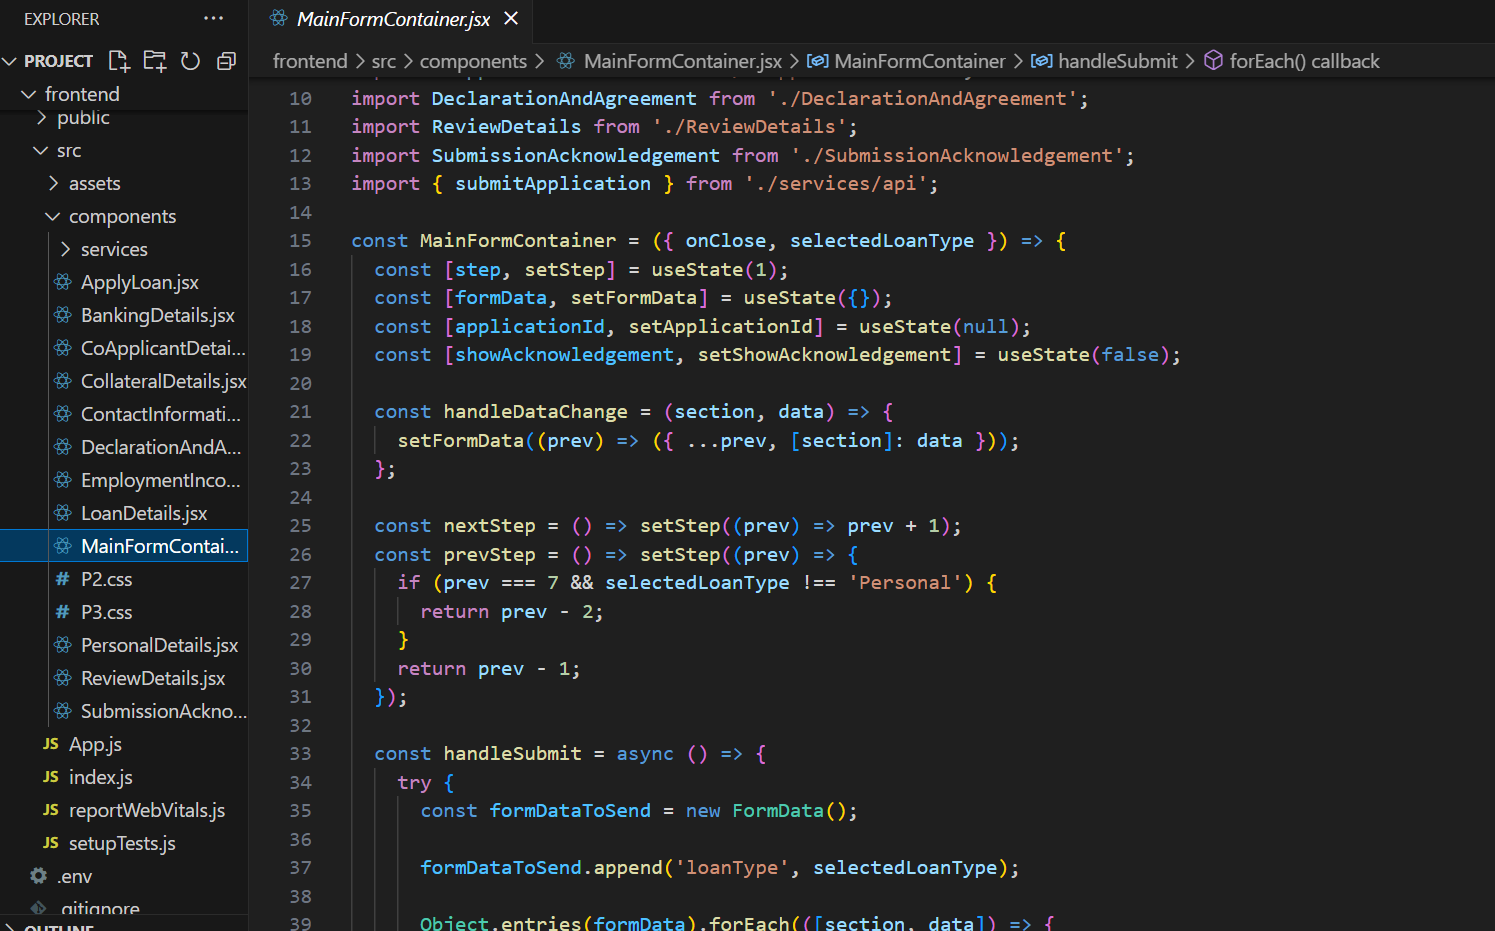 EXPLORER
PROJECT
frontend
public
src
assets
components
services
ApplyLoan.jsx
BankingDetails.jsx
CoApplicantDetai...
CollateralDetails.jsx
ContactInformati...
DeclarationAndA...
EmploymentInco...
LoanDetails.jsx
MainFormContai...
# P2.css
# P3.css
PersonalDetails.jsx
ReviewDetails.jsx
SubmissionAckno...
JS App.js
JS index.js
JS reportWebVitals.js
JS setupTests.js
.env
.gitignore
OUTLINE
MainFormContainer.jsx
frontend > src > components > MainFormContainer.jsx > MainFormContainer > handleSubmit > forEach() callback
10 import DeclarationAndAgreement from './DeclarationAndAgreement';
11 import ReviewDetails from './ReviewDetails';
12 import SubmissionAcknowledgement from './SubmissionAcknowledgement';
13 import { submitApplication } from './services/api';
14
15 const MainFormContainer = ({ onClose, selectedLoanType }) => {
16 const [step, setStep] = useState(1);
17 const [formData, setFormData] = useState({});
18 const [applicationId, setApplicationId] = useState(null);
19 const [showAcknowledgement, setShowAcknowledgement] = useState(false);
20
21 const handleDataChange = (section, data) => {
22 setFormData((prev) => ({ ...prev, [section]: data }));
23 };
24
25 const nextStep = () => setStep((prev) => prev + 1);
26 const prevStep = () => setStep((prev) => {
27 if (prev === 7 && selectedLoanType !== 'Personal') {
28 return prev - 2;
29 }
30 return prev - 1;
31 });
32
33 const handleSubmit = async () => {
34 try {
35 const formDataToSend = new FormData();
36
37 formDataToSend.append('loanType', selectedLoanType);
38
39 Object.entries(formData).forEach(([section, data]) => {